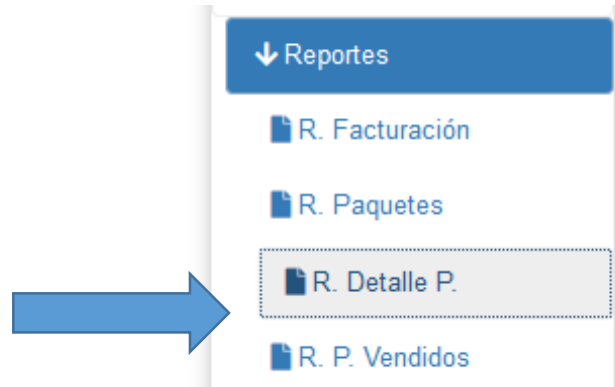 Reportes
R. Facturación
R. Paquetes
R. Detalle P.
R. P. Vendidos